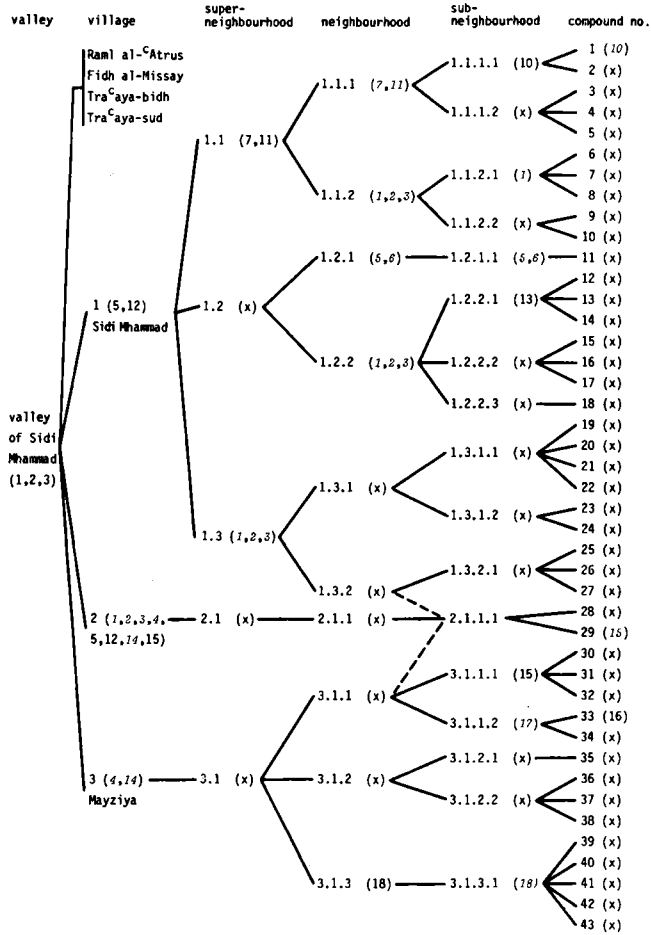 super- sub-
valley village neighbourhood neighbourhood neighbourhood compound no.
Raml al-ᶜAtrus
Fidh al-Missay
Traᶜaya-bidh
Traᶜaya-sud
1 (10)
1.1.1.1 (10)
2 (x)
1.1.1 (7,11)
3 (x)
1.1.1.2 (x) 4 (x)
5 (x)
1.1 (7,11)
6 (x)
1.1.2.1 (1) 7 (x)
1.1.2 (1,2,3) 8 (x)
9 (x)
1.1.2.2 (x)
10 (x)
1.2.1 (5,6) 1.2.1.1 (5,6) 11 (x)
12 (x)
1 (5,12) 1.2 (x) 1.2.2.1 (13) 13 (x)
Sidi Mhammad 14 (x)
15 (x)
1.2.2 (1,2,3) 1.2.2.2 (x) 16 (x)
17 (x)
1.2.2.3 (x) 18 (x)
valley
of Sidi
Mhammad
(1,2,3)
19 (x)
1.3.1.1 (x) 20 (x)
21 (x)
1.3.1 (x) 22 (x)
23 (x)
1.3.1.2 (x)
24 (x)
1.3 (1,2,3)
25 (x)
1.3.2.1 (x) 26 (x)
1.3.2 (x) 27 (x)
28 (x)
2 (1,2,3,4, 2.1 (x) 2.1.1 (x) 2.1.1.1
5,12,14,15) 29 (15)
30 (x)
3.1.1.1 (15) 31 (x)
3.1.1 (x) 32 (x)
33 (16)
3.1.1.2 (17)
34 (x)
3.1.2.1 (x) 35 (x)
3 (4,14) 3.1 (x) 3.1.2 (x) 36 (x)
Mayziya 3.1.2.2 (x) 37 (x)
38 (x)
39 (x)
40 (x)
3.1.3 (18) 3.1.3.1 (18) 41 (x)
42 (x)
43 (x)